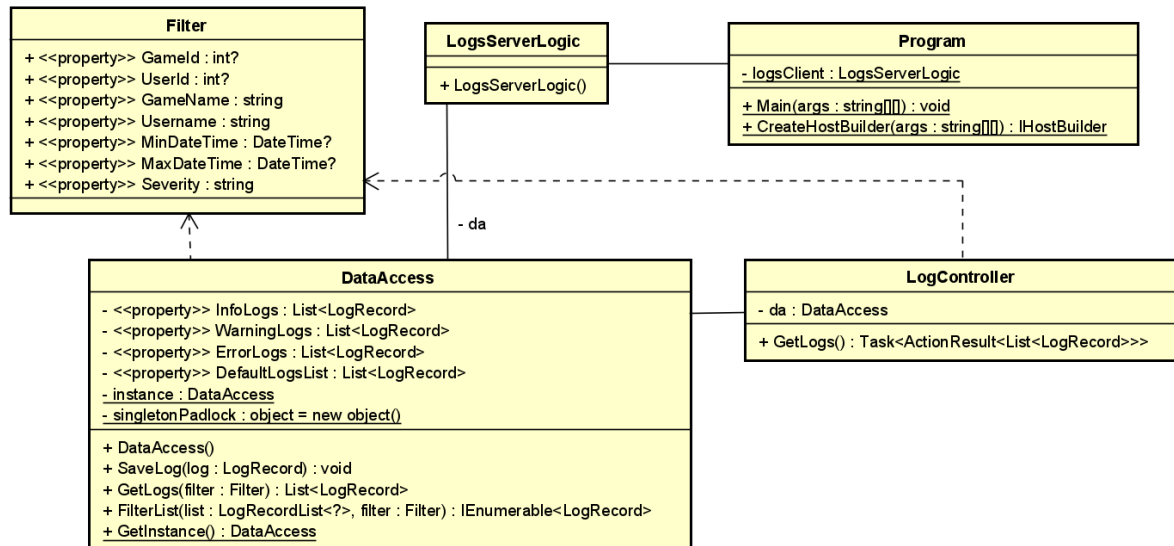 Filter
+ <<property>> GameId : int?
+ <<property>> UserId : int?
+ <<property>> GameName : string
+ <<property>> Username : string
+ <<property>> MinDateTime : DateTime?
+ <<property>> MaxDateTime : DateTime?
+ <<property>> Severity : string
LogsServerLogic
+ LogsServerLogic()
Program
- logsClient : LogsServerLogic
+ Main(args : string[][]) : void
+ CreateHostBuilder(args : string[][]) : IHostBuilder
- da
DataAccess
- <<property>> InfoLogs : List<LogRecord>
- <<property>> WarningLogs : List<LogRecord>
- <<property>> ErrorLogs : List<LogRecord>
- <<property>> DefaultLogsList : List<LogRecord>
- instance : DataAccess
- singletonPadlock : object = new object()
+ DataAccess()
+ SaveLog(log : LogRecord) : void
+ GetLogs(filter : Filter) : List<LogRecord>
+ FilterList(list : LogRecordList<?>, filter : Filter) : IEnumerable<LogRecord>
+ GetInstance() : DataAccess
LogController
- da : DataAccess
+ GetLogs() : Task<ActionResult<List<LogRecord>>>